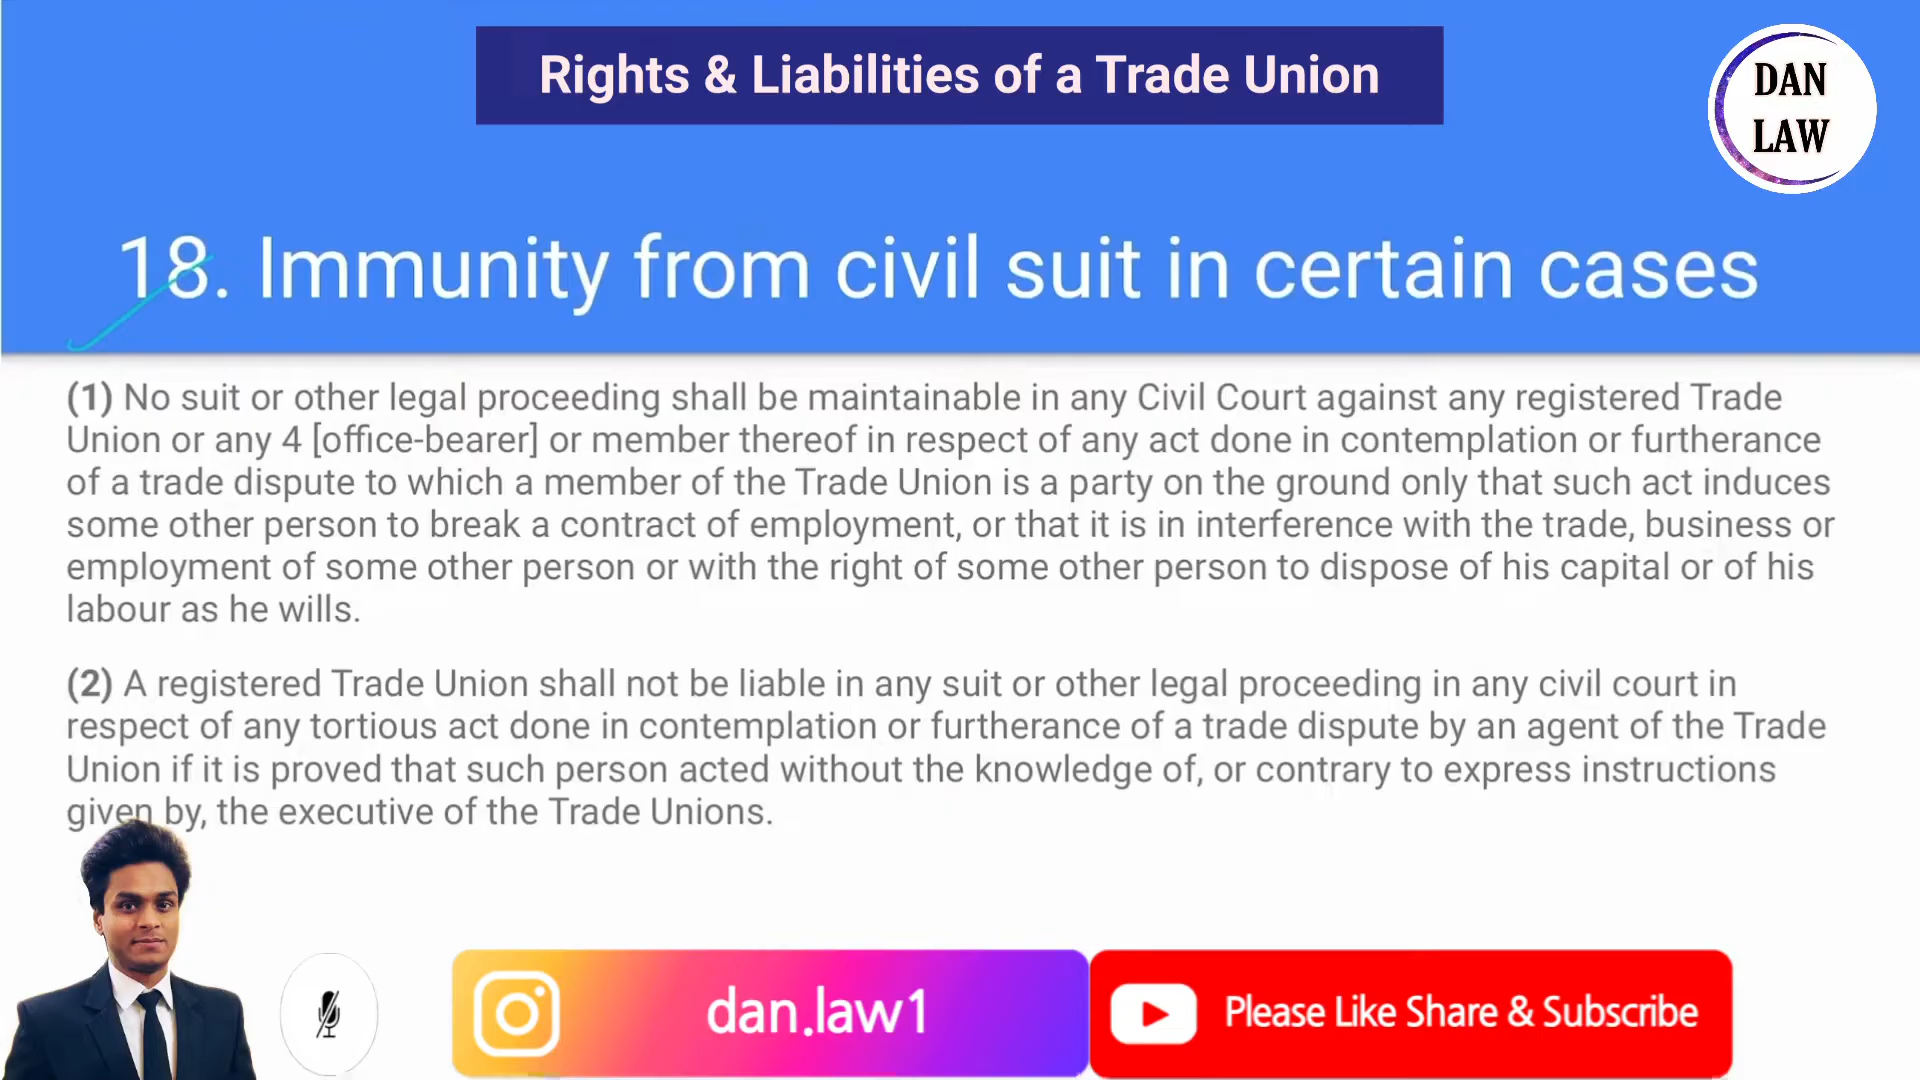 Rights & Liabilities of a Trade Union
DAN
LAW
18. Immunity from civil suit in certain cases
(1) No suit or other legal proceeding shall be maintainable in any Civil Court against any registered Trade
Union or any 4 [office-bearer] or member thereof in respect of any act done in contemplation or furtherance
of a trade dispute to which a member of the Trade Union is a party on the ground only that such act induces
some other person to break a contract of employment, or that it is in interference with the trade, business or
employment of some other person or with the right of some other person to dispose of his capital or of his
labour as he wills.
(2) A registered Trade Union shall not be liable in any suit or other legal proceeding in any civil court in
respect of any tortious act done in contemplation or furtherance of a trade dispute by an agent of the Trade
Union if it is proved that such person acted without the knowledge of, or contrary to express instructions
given by, the executive of the Trade Unions.
dan.law1
Please Like Share & Subscribe